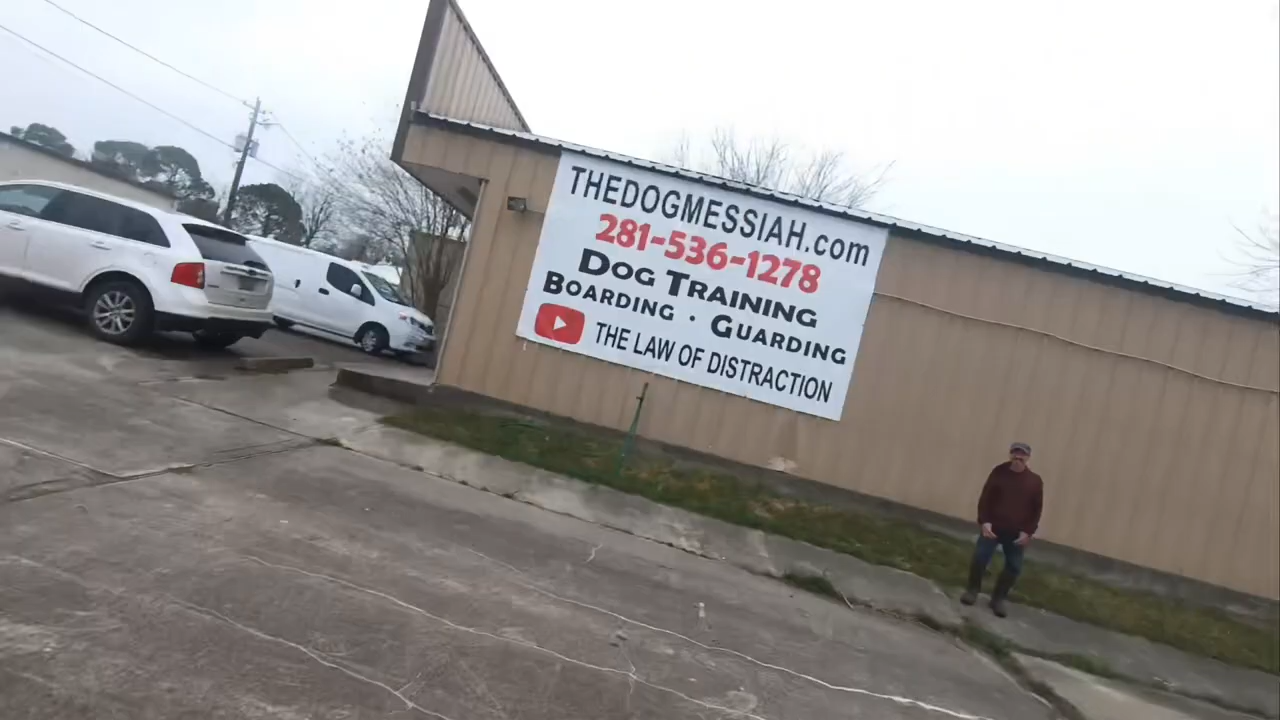 THEDOGMESSIAH.com
281-536-1278
DOG TRAINING
BOARDING · GUARDING
THE LAW OF DISTRACTION